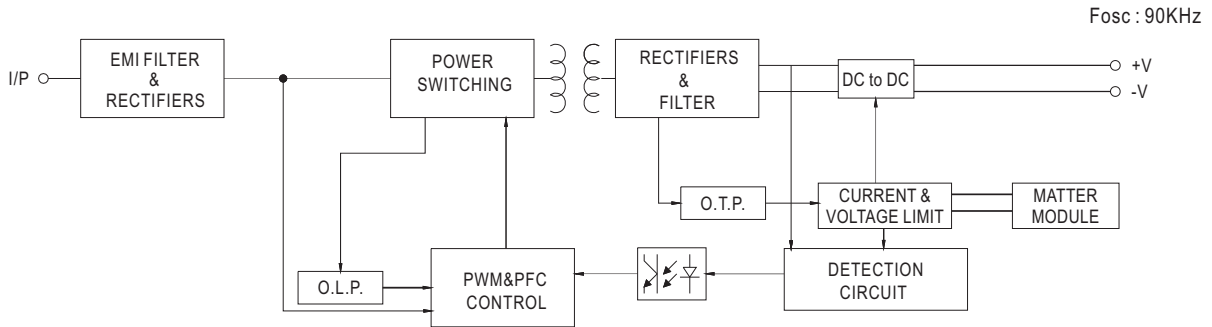 Fosc : 90KHz
I/P
EMI FILTER
&
RECTIFIERS
POWER
SWITCHING
RECTIFIERS
&
FILTER
DC to DC
+V
-V
O.T.P.
CURRENT &
VOLTAGE LIMIT
MATTER
MODULE
O.L.P.
PWM&PFC
CONTROL
DETECTION
CIRCUIT